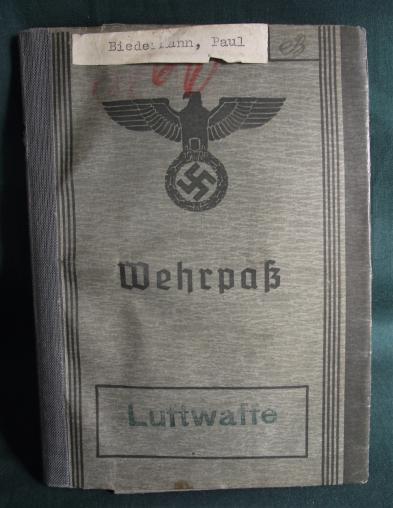 Biedermann, Paul
Wehrpaß
Luftwaffe